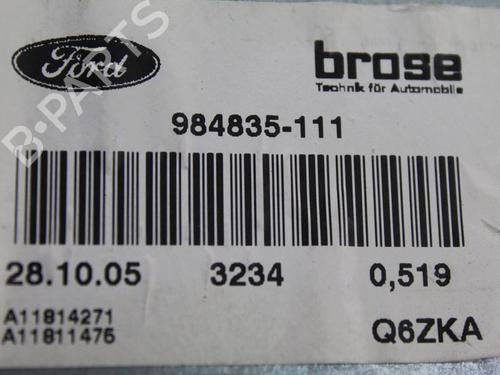 Ford
brose
Technik für Automobile
984835-111
28.10.05 3234 0,519
A11814271
A11811475
Q6ZKA
B-PARTS